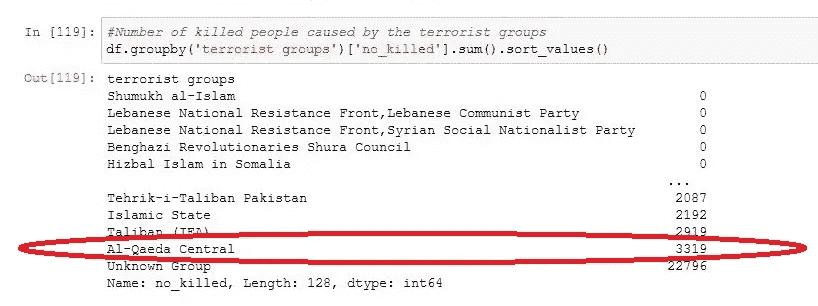 In [119]: #Number of killed people caused by the terrorist groups
df.groupby('terrorist groups')['no_killed'].sum().sort_values()
Out[119]: terrorist groups
Shumukh al-Islam 0
Lebanese National Resistance Front,Lebanese Communist Party 0
Lebanese National Resistance Front,Syrian Social Nationalist Party 0
Benghazi Revolutionaries Shura Council 0
Hizbal Islam in Somalia 0
...
Tehrik-i-Taliban Pakistan 2087
Islamic State 2192
Taliban (IEA) 2919
Al-Qaeda Central 3319
Unknown Group 22796
Name: no_killed, Length: 128, dtype: int64